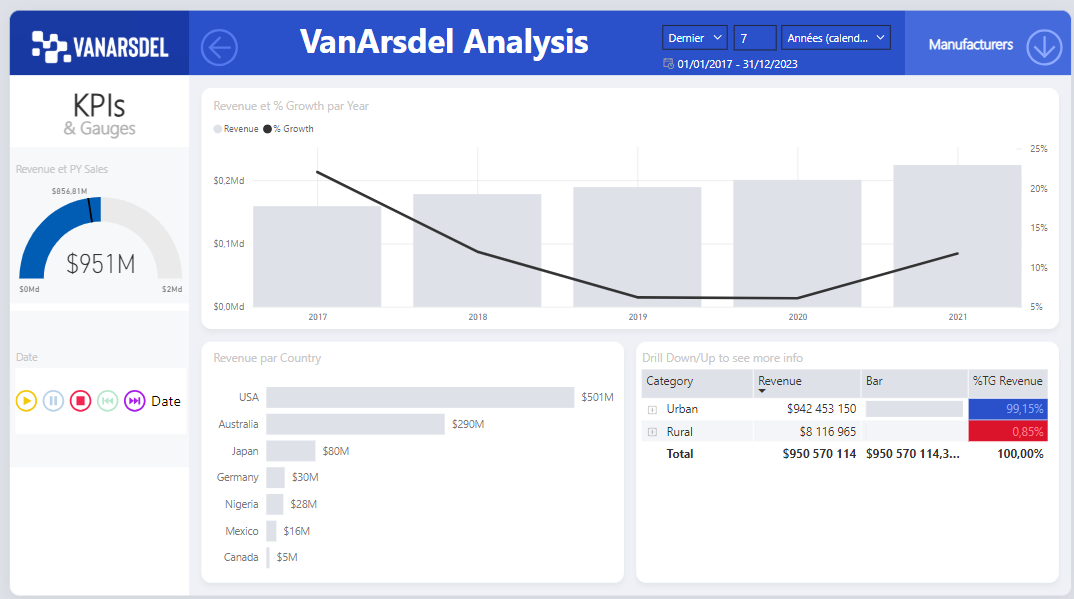 VANARSDEL
VanArsdel Analysis
Dernier
7
Années (calend...
01/01/2017 - 31/12/2023
Manufacturers
KPIs
& Gauges
Revenue et PY Sales
$856,81M
$951M
$0Md
$2Md
Date
Date
Revenue et % Growth par Year
Revenue
% Growth
$0,2Md
$0,1Md
$0,0Md
25%
20%
15%
10%
5%
2017
2018
2019
2020
2021
Revenue par Country
USA $501M
Australia $290M
Japan $80M
Germany $30M
Nigeria $28M
Mexico $16M
Canada $5M
Drill Down/Up to see more info
Category Revenue Bar %TG Revenue
Urban $942 453 150 99,15%
Rural $8 116 965 0,85%
Total $950 570 114 $950 570 114,3... 100,00%